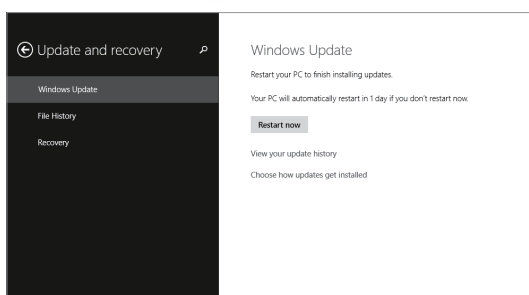 Update and recovery
Windows Update
File History
Recovery
Windows Update
Restart your PC to finish installing updates.
Your PC will automatically restart in 1 day if you don't restart now.
Restart now
View your update history
Choose how updates get installed